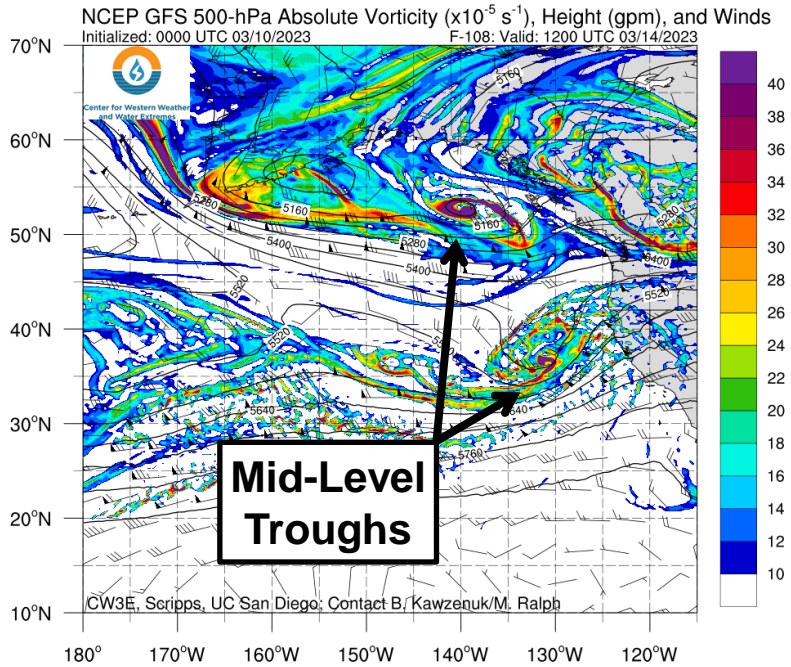 NCEP GFS 500-hPa Absolute Vorticity (x10⁻⁵ s⁻¹), Height (gpm), and Winds
Initialized: 0000 UTC 03/10/2023 F-108: Valid: 1200 UTC 03/14/2023
Center for Western Weather
and Water Extremes
70°N
60°N
50°N
40°N
30°N
20°N
10°N
5160
5280
5160
5160
5280
5280
5400
5400
5400
5520
5520
5520
5640
5760
Mid-Level
Troughs
CW3E, Scripps, UC San Diego; Contact B. Kawzenuk/M. Ralph
180°
170°W
160°W
150°W
140°W
130°W
120°W
40
38
36
34
32
30
28
26
24
22
20
18
16
14
12
10